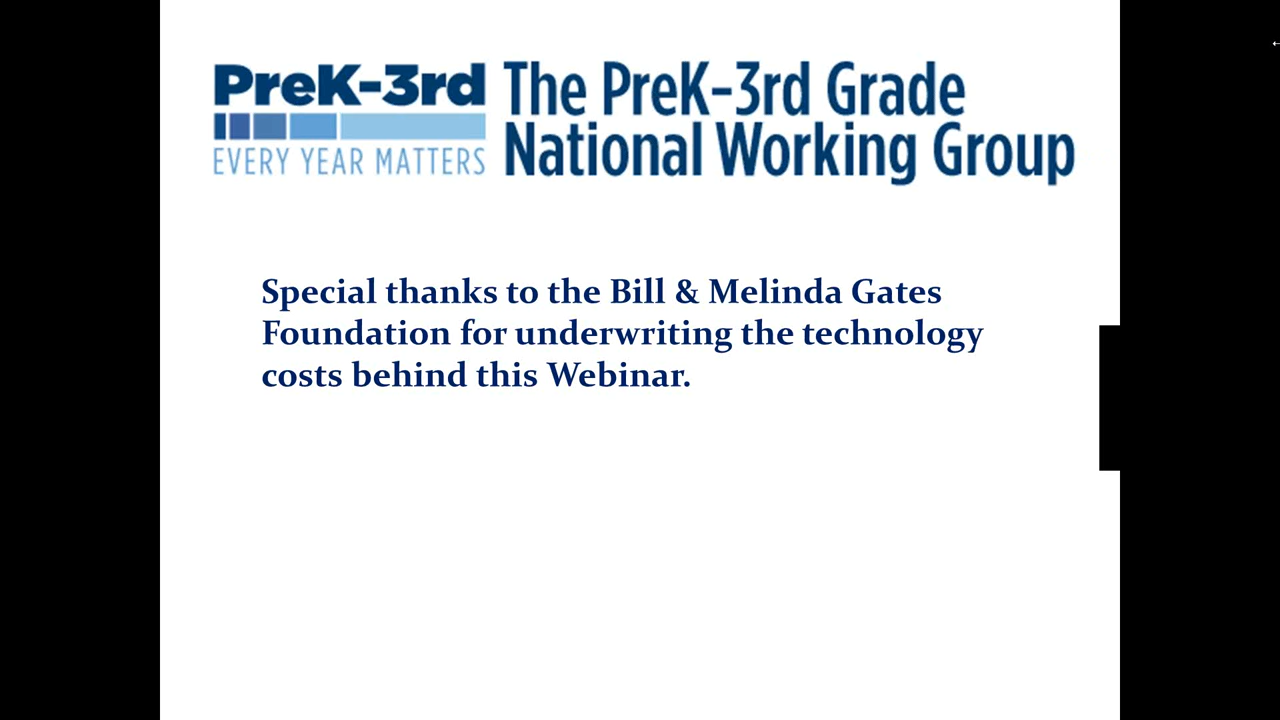 PreK-3rd
EVERY YEAR MATTERS
The PreK-3rd Grade
National Working Group
Special thanks to the Bill & Melinda Gates
Foundation for underwriting the technology
costs behind this Webinar.